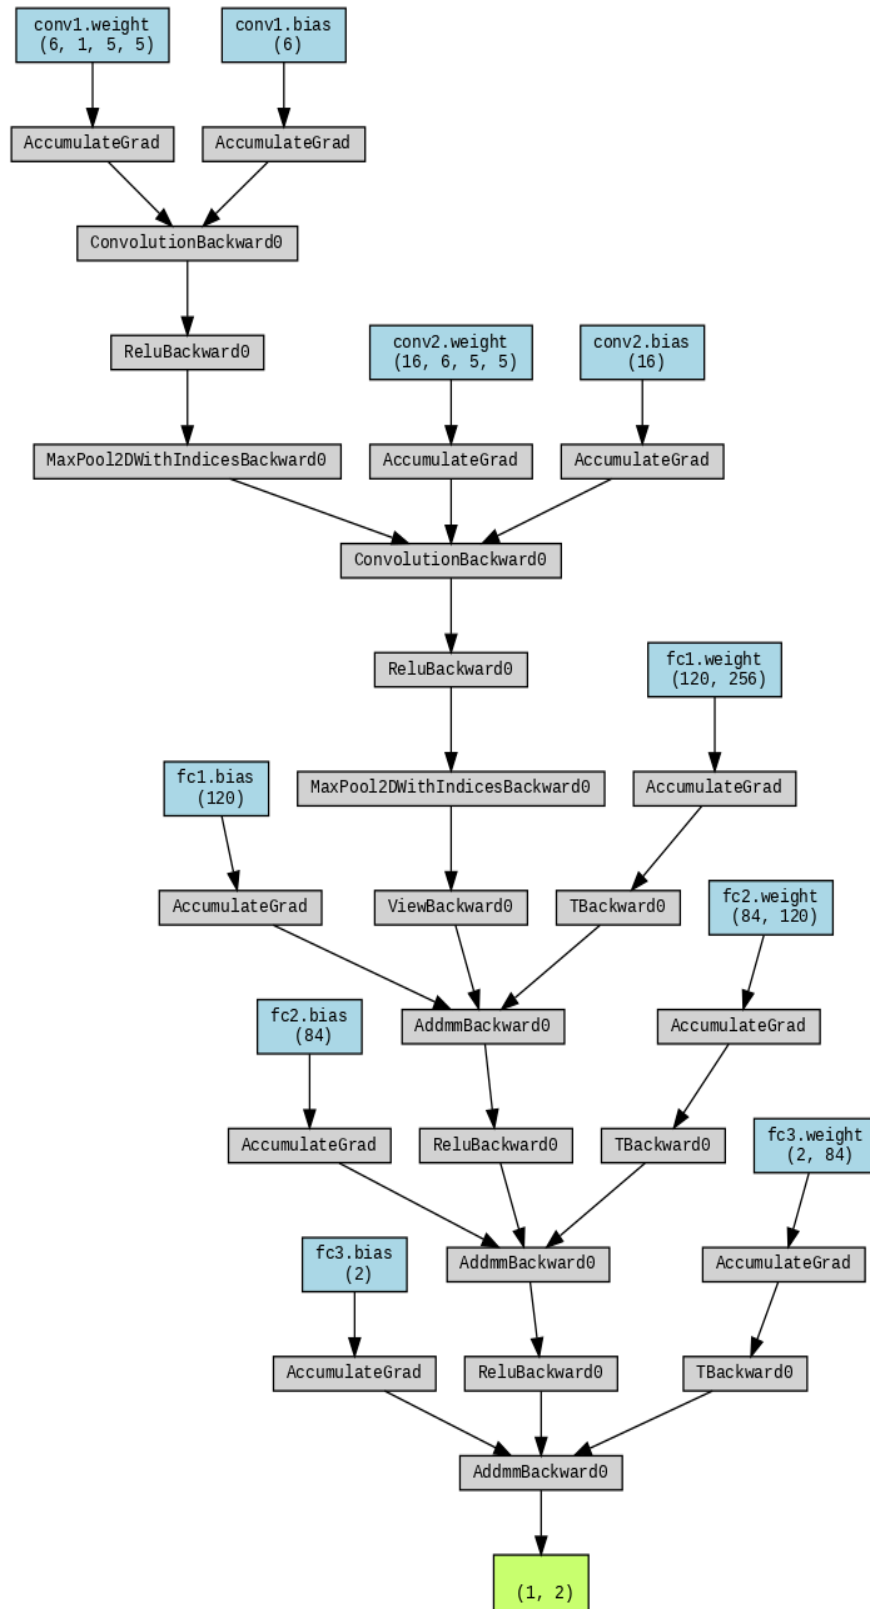 conv1.weight
(6, 1, 5, 5)
conv1.bias
(6)
AccumulateGrad
AccumulateGrad
ConvolutionBackward0
ReluBackward0
conv2.weight
(16, 6, 5, 5)
conv2.bias
(16)
MaxPool2DWithIndicesBackward0
AccumulateGrad
AccumulateGrad
ConvolutionBackward0
ReluBackward0
fc1.weight
(120, 256)
fc1.bias
(120)
MaxPool2DWithIndicesBackward0
AccumulateGrad
AccumulateGrad
ViewBackward0
TBackward0
fc2.weight
(84, 120)
fc2.bias
(84)
AddmmBackward0
AccumulateGrad
AccumulateGrad
ReluBackward0
TBackward0
fc3.weight
(2, 84)
fc3.bias
(2)
AddmmBackward0
AccumulateGrad
AccumulateGrad
ReluBackward0
TBackward0
AddmmBackward0
(1, 2)